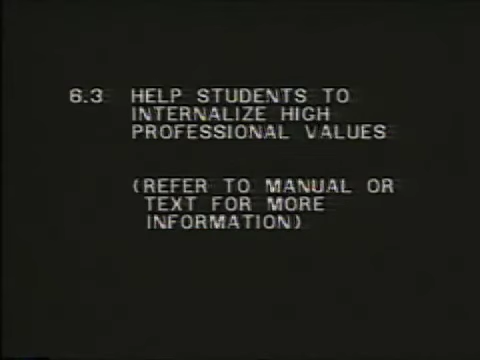 6.3 HELP STUDENTS TO
INTERNALIZE HIGH
PROFESSIONAL VALUES
(REFER TO MANUAL OR
TEXT FOR MORE
INFORMATION)